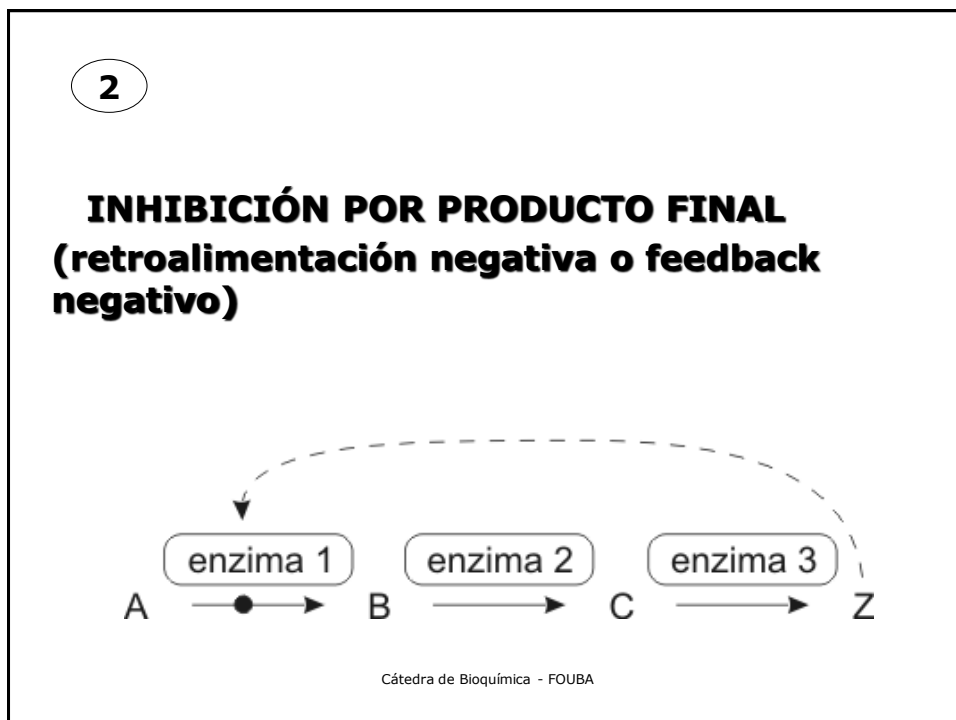 2
INHIBICIÓN POR PRODUCTO FINAL
(retroalimentación negativa o feedback
negativo)
enzima 1 enzima 2 enzima 3
A B C Z
Cátedra de Bioquímica - FOUBA